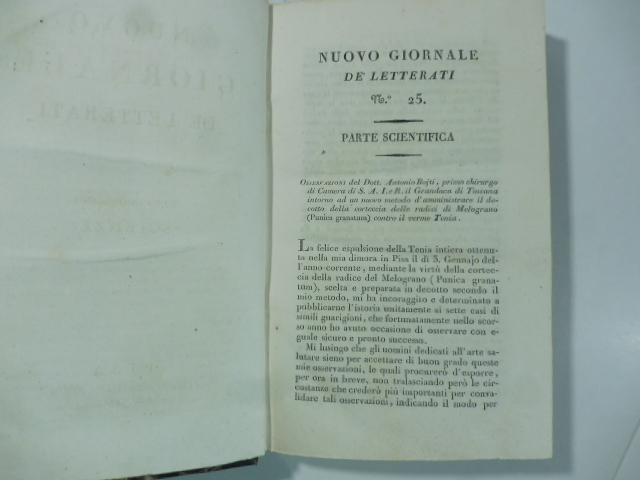 NUOVO GIORNALE
DE' LETTERATI
N.° 25.
PARTE SCIENTIFICA
OSSERVAZIONI del Dott. Antonio Bojti, primo chirurgo
di Camera di S. A. I. e R. il Granduca di Toscana
intorno ad un nuovo metodo d'amministrare il de-
cotto della corteccia delle radici di Melograno
(Punica granatum) contro il verme Tenia.
La felice espulsione della Tenia intiera ottenu-
ta nella mia dimora in Pisa il dì 3. Gennajo del-
l'anno corrente, mediante la virtù della cortec-
cia della radice del Melograno (Punica grana-
tum), scelta e preparata in decotto secondo il
mio metodo, mi ha incoraggito e determinato a
pubblicarne l'istoria unitamente si sette casi di
simili guarigioni, che fortunatamente nello scor-
so anno ho avuto occasione di osservare con e-
guale sicuro e pronto successo.
Mi lusingo che gli uomini dedicati all'arte sa-
lutare sieno per accettare di buon grado queste
mie osservazioni, le quali procurerò d'esporre,
per ora in breve, non tralasciando però le cir-
costanze che crederò più importanti per conva-
lidare tali osservazioni, indicando il modo per
NUOVO
GIORNALE
DE' LETTERATI